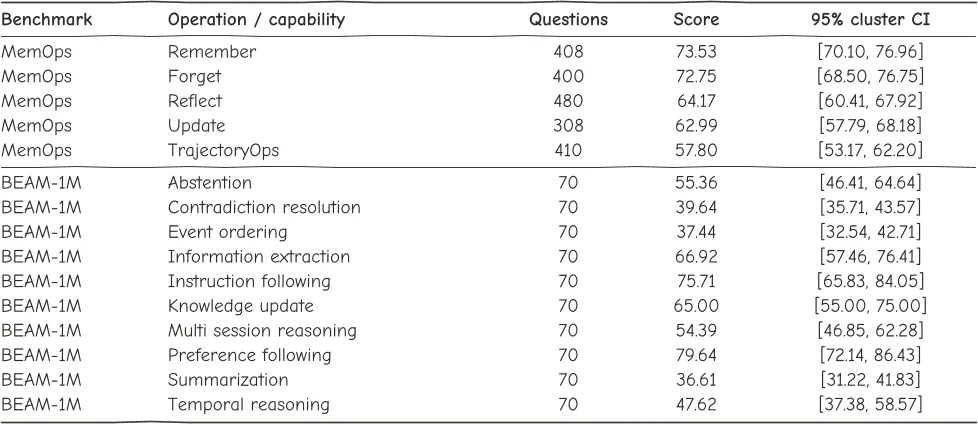 Benchmark Operation / capability Questions Score 95% cluster CI
MemOps Remember 408 73.53 [70.10, 76.96]
MemOps Forget 400 72.75 [68.50, 76.75]
MemOps Reflect 480 64.17 [60.41, 67.92]
MemOps Update 308 62.99 [57.79, 68.18]
MemOps TrajectoryOps 410 57.80 [53.17, 62.20]
BEAM-1M Abstention 70 55.36 [46.41, 64.64]
BEAM-1M Contradiction resolution 70 39.64 [35.71, 43.57]
BEAM-1M Event ordering 70 37.44 [32.54, 42.71]
BEAM-1M Information extraction 70 66.92 [57.46, 76.41]
BEAM-1M Instruction following 70 75.71 [65.83, 84.05]
BEAM-1M Knowledge update 70 65.00 [55.00, 75.00]
BEAM-1M Multi session reasoning 70 54.39 [46.85, 62.28]
BEAM-1M Preference following 70 79.64 [72.14, 86.43]
BEAM-1M Summarization 70 36.61 [31.22, 41.83]
BEAM-1M Temporal reasoning 70 47.62 [37.38, 58.57]